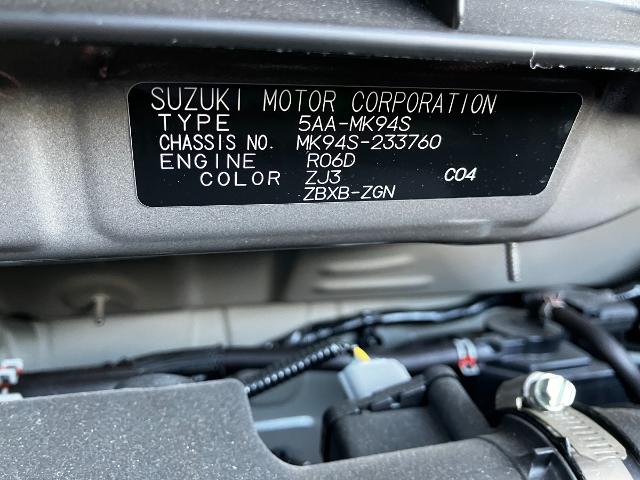 SUZUKI MOTOR CORPORATION
TYPE 5AA-MK94S
CHASSIS NO. MK94S-233760
ENGINE R06D
COLOR ZJ3 C04
ZBXB-ZGN